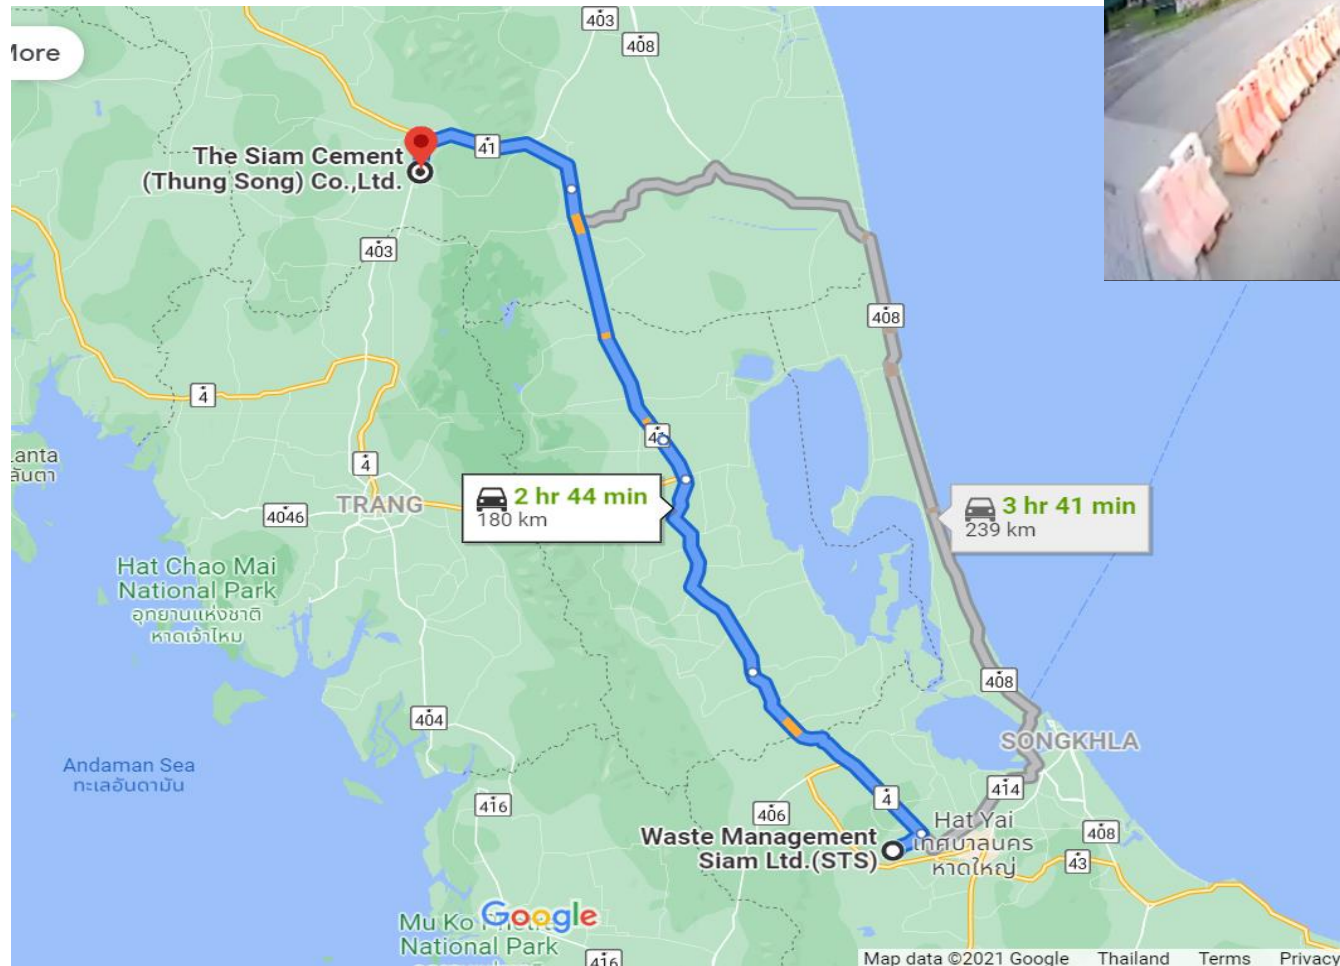 More
403
408
The Siam Cement
(Thung Song) Co.,Ltd.
41
403
408
4
Lanta
4
41
2 hr 44 min
180 km
3 hr 41 min
239 km
TRANG
4046
Hat Chao Mai
National Park
อุทยานแห่งชาติ
หาดเจ้าไหม
408
404
SONGKHLA
Andaman Sea
ทะเลอันดามัน
414
416
406
4
Hat Yai
เทศบาลนคร
หาดใหญ่
408
43
Waste Management
Siam Ltd.(STS)
Google
Mu Ko
National Park
416
Map data ©2021 Google Thailand Terms Privacy